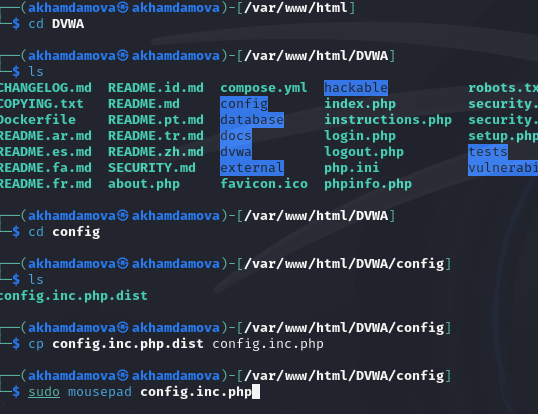 (akhamdamova㉿akhamdamova)-[/var/www/html]
$ cd DVWA
(akhamdamova㉿akhamdamova)-[/var/www/html/DVWA]
$ ls
CHANGELOG.md README.id.md compose.yml hackable robots.tx
COPYING.txt README.md config index.php security.
Dockerfile README.pt.md database instructions.php security.
README.ar.md README.tr.md docs login.php setup.php
README.es.md README.zh.md dvwa logout.php tests
README.fa.md SECURITY.md external php.ini vulnerabi
README.fr.md about.php favicon.ico phpinfo.php
(akhamdamova㉿akhamdamova)-[/var/www/html/DVWA]
$ cd config
(akhamdamova㉿akhamdamova)-[/var/www/html/DVWA/config]
$ ls
config.inc.php.dist
(akhamdamova㉿akhamdamova)-[/var/www/html/DVWA/config]
$ cp config.inc.php.dist config.inc.php
(akhamdamova㉿akhamdamova)-[/var/www/html/DVWA/config]
$ sudo mousepad config.inc.php